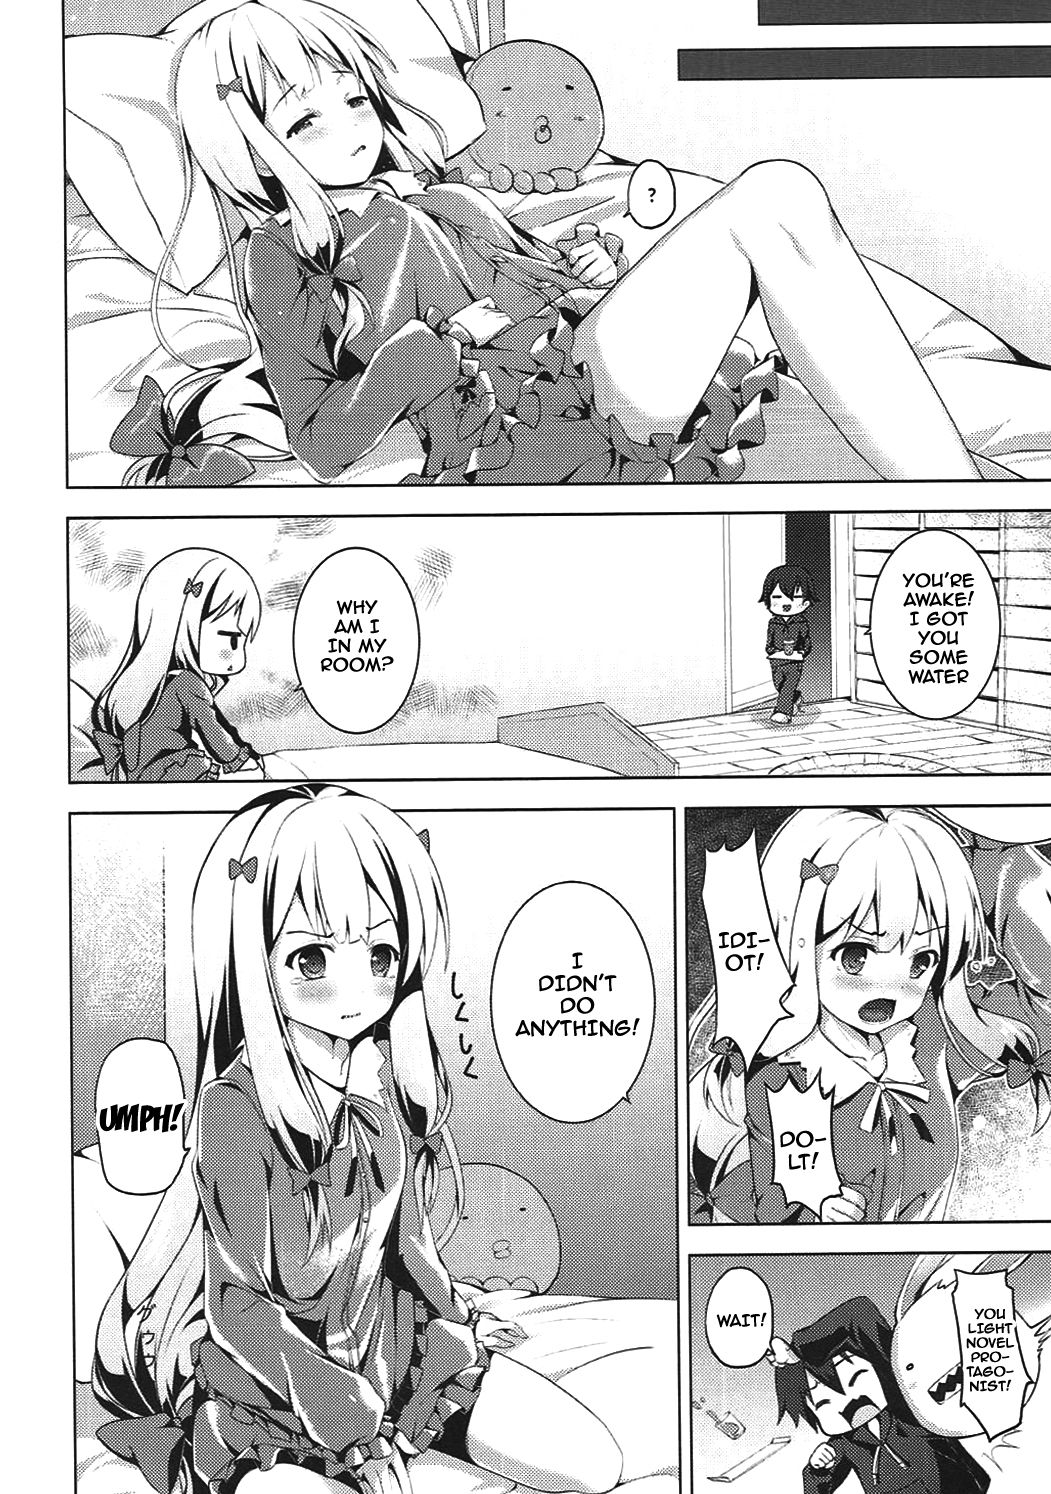 ?
YOU'RE
AWAKE!
I GOT
YOU
SOME
WATER
WHY
AM I
IN MY
ROOM?
IDI-
OT!
DO-
LT!
YOU
LIGHT
NOVEL
PRO-
TAGO-
NIST!
WAIT!
I
DIDN'T
DO
ANYTHING!
しくしく
UMPH!